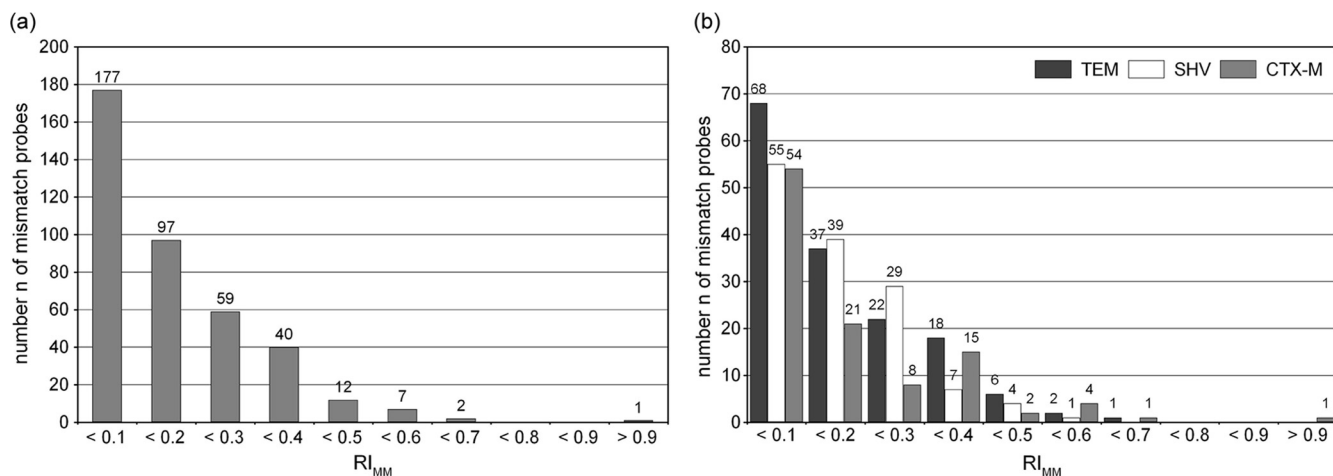 (a)
number n of mismatch probes
200
180
160
140
120
100
80
60
40
20
0
177
97
59
40
12
7
2
1
< 0.1 < 0.2 < 0.3 < 0.4 < 0.5 < 0.6 < 0.7 < 0.8 < 0.9 > 0.9
RIMM
(b)
TEM SHV CTX-M
number n of mismatch probes
80
70
60
50
40
30
20
10
0
68 55 54
37 39 21
22 29 8
18 7 15
6 4 2
2 1 4
1 1
1
< 0.1 < 0.2 < 0.3 < 0.4 < 0.5 < 0.6 < 0.7 < 0.8 < 0.9 > 0.9
RIMM